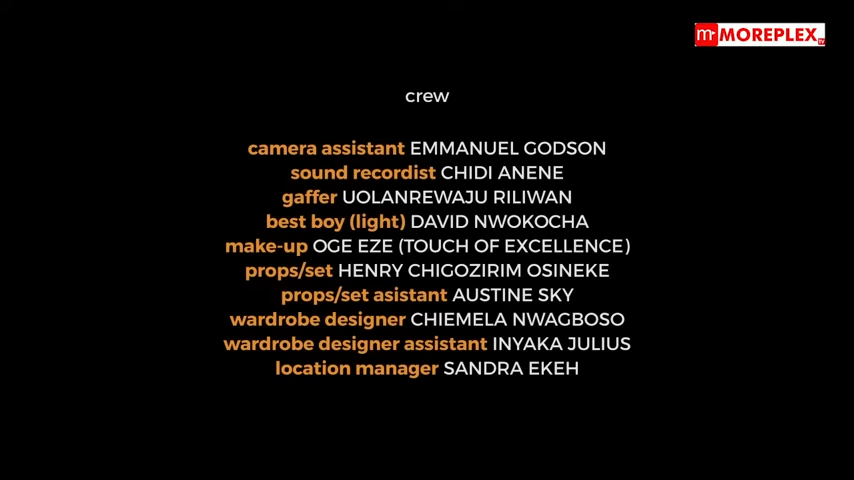 m MOREPLEX TV
crew
camera assistant EMMANUEL GODSON
sound recordist CHIDI ANENE
gaffer UOLANREWAJU RILIWAN
best boy (light) DAVID NWOKOCHA
make-up OGE EZE (TOUCH OF EXCELLENCE)
props/set HENRY CHIGOZIRIM OSINEKE
props/set asistant AUSTINE SKY
wardrobe designer CHIEMELA NWAGBOSO
wardrobe designer assistant INYAKA JULIUS
location manager SANDRA EKEH